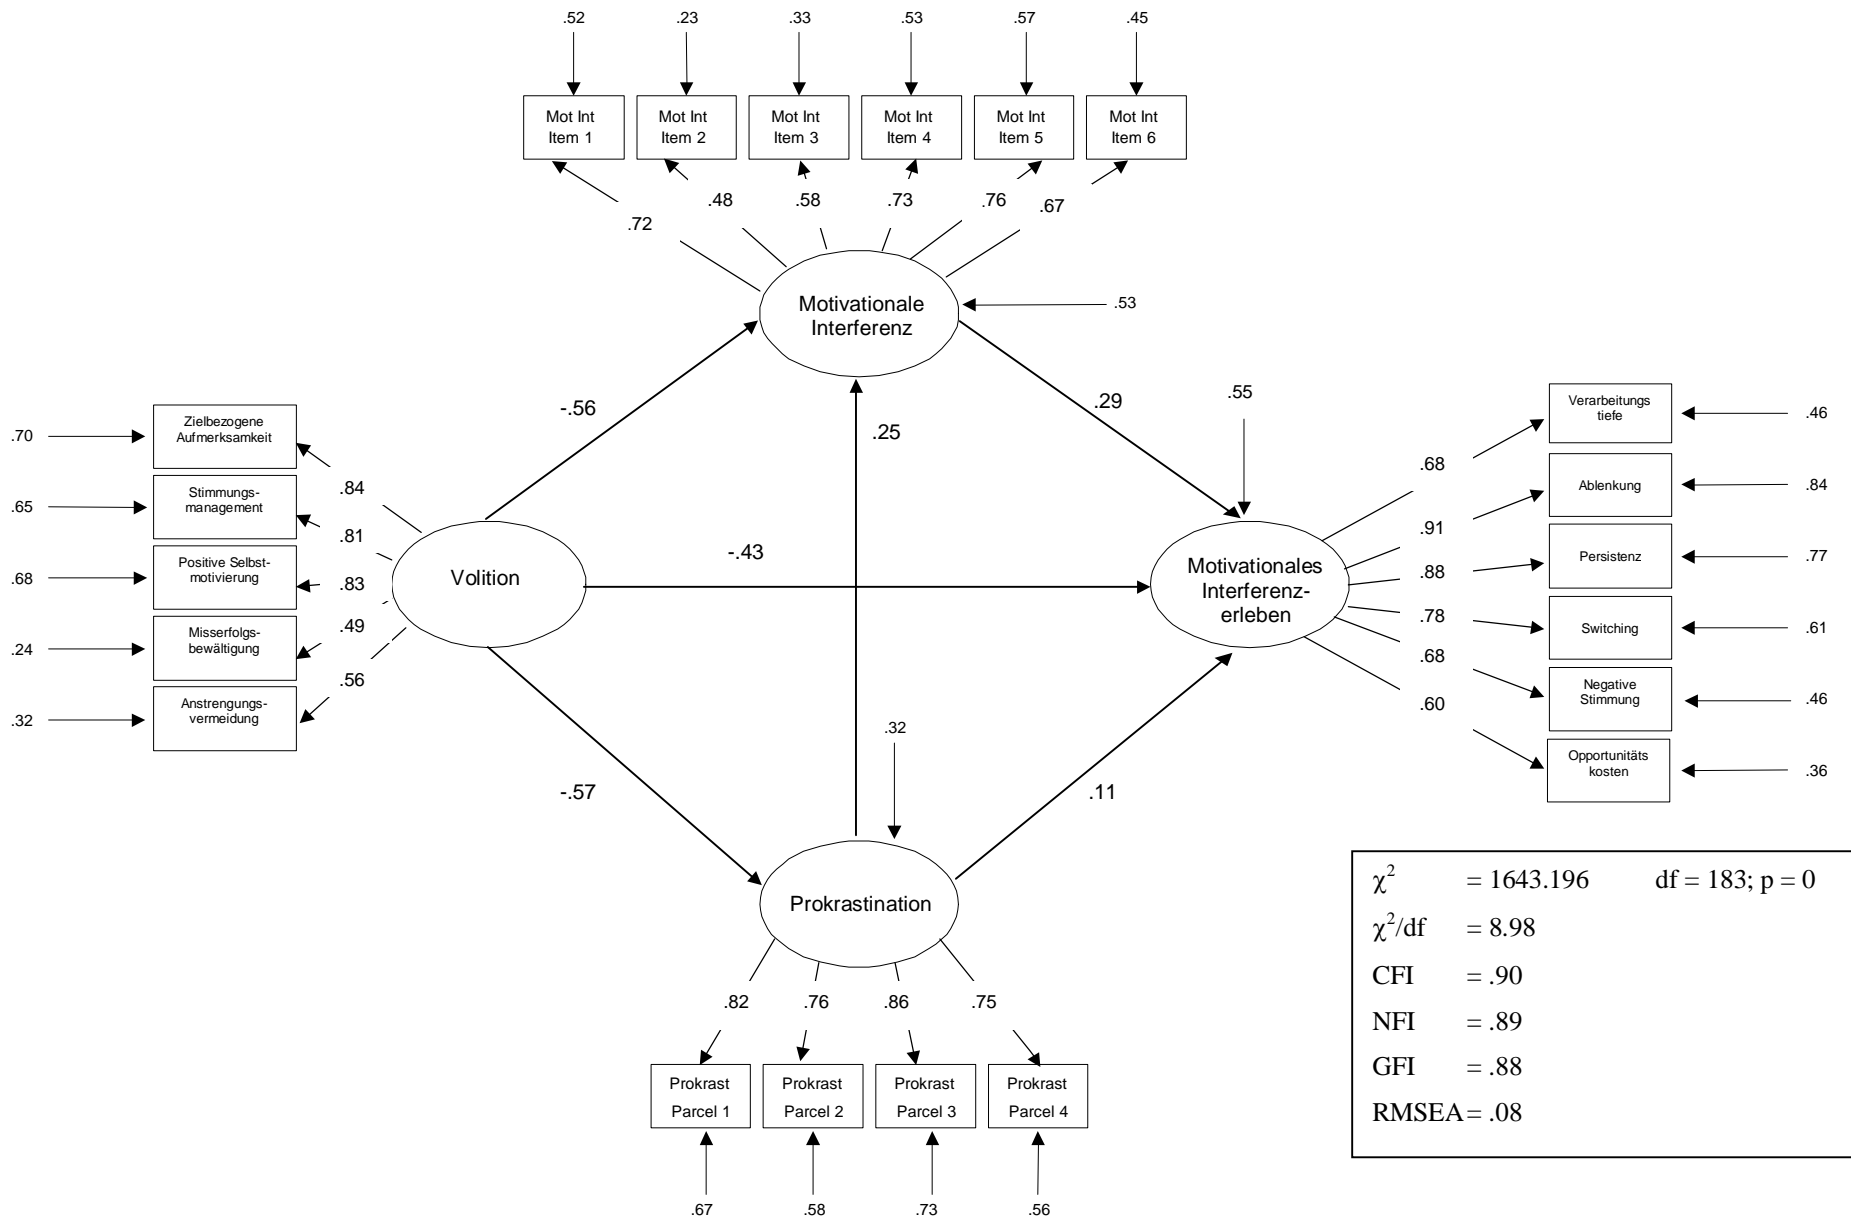 .52 .23 .33 .53 .57 .45
Mot Int
Item 1
Mot Int
Item 2
Mot Int
Item 3
Mot Int
Item 4
Mot Int
Item 5
Mot Int
Item 6
.72
.48
.58
.73
.76
.67
Motivationale
Interferenz
.53
-.56
.25
.29
.55
.70
Zielbezogene
Aufmerksamkeit
.65
Stimmungs-
management
.68
Positive Selbst-
motivierung
.24
Misserfolgs-
bewältigung
.32
Anstrengungs-
vermeidung
.84
.81
.83
.49
.56
Volition
-.43
Motivationales
Interferenz-
erleben
.68
.91
.88
.78
.68
.60
Verarbeitungs
tiefe
.46
Ablenkung
.84
Persistenz
.77
Switching
.61
Negative
Stimmung
.46
Opportunitäts
kosten
.36
-.57
.32
.11
Prokrastination
.82
.76
.86
.75
Prokrast
Parcel 1
Prokrast
Parcel 2
Prokrast
Parcel 3
Prokrast
Parcel 4
.67 .58 .73 .56
χ² = 1643.196 df = 183; p = 0
χ²/df = 8.98
CFI = .90
NFI = .89
GFI = .88
RMSEA = .08